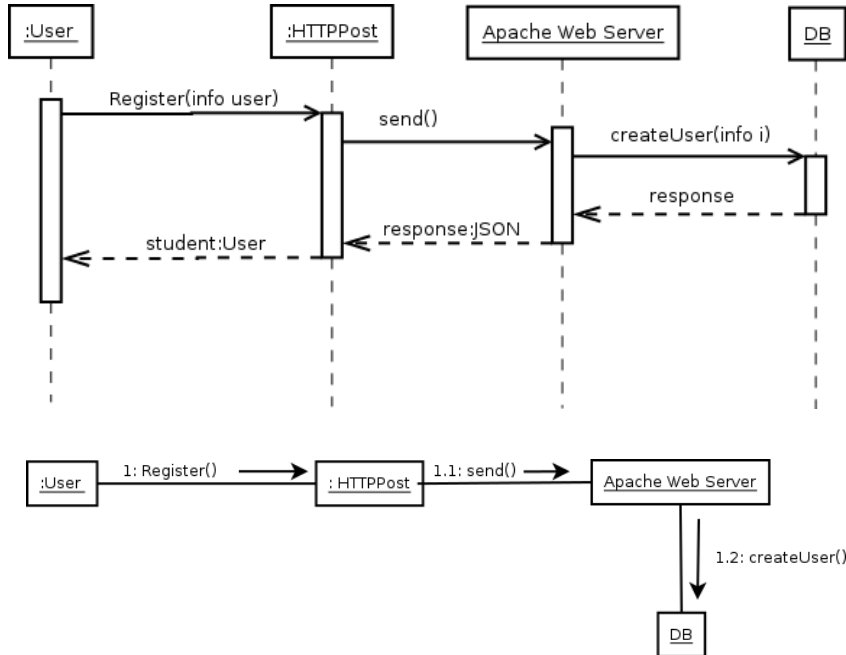 :User
:HTTPPost
Apache Web Server
DB
Register(info user)
send()
createUser(info i)
response
response:JSON
student:User
:User
1: Register()
: HTTPPost
1.1: send()
Apache Web Server
1.2: createUser()
DB